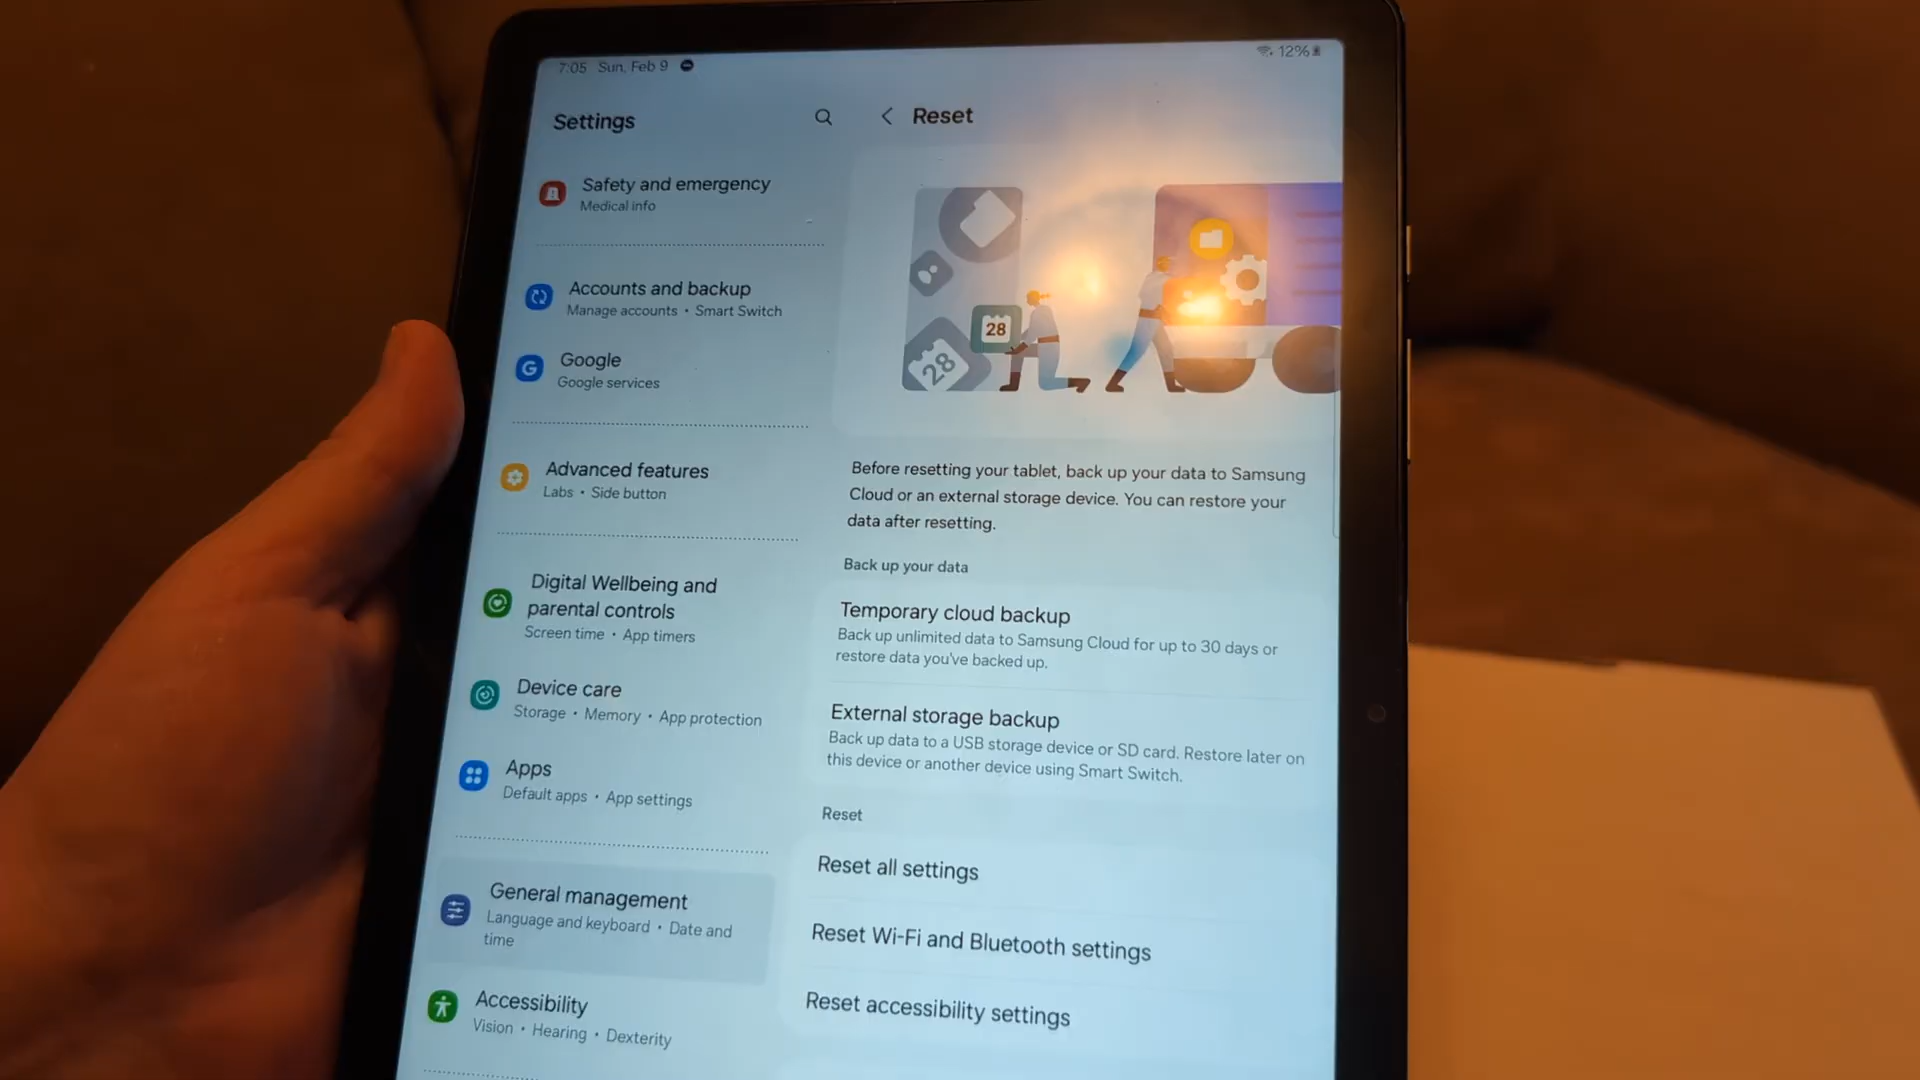 7:05 Sun, Feb 9
12%
Settings
Safety and emergency
Medical info
Accounts and backup
Manage accounts • Smart Switch
Google
Google services
Advanced features
Labs • Side button
Digital Wellbeing and
parental controls
Screen time • App timers
Device care
Storage • Memory • App protection
Apps
Default apps • App settings
General management
Language and keyboard • Date and
time
Accessibility
Vision • Hearing • Dexterity
Reset
28
28
Before resetting your tablet, back up your data to Samsung
Cloud or an external storage device. You can restore your
data after resetting.
Back up your data
Temporary cloud backup
Back up unlimited data to Samsung Cloud for up to 30 days or
restore data you've backed up.
External storage backup
Back up data to a USB storage device or SD card. Restore later on
this device or another device using Smart Switch.
Reset
Reset all settings
Reset Wi-Fi and Bluetooth settings
Reset accessibility settings